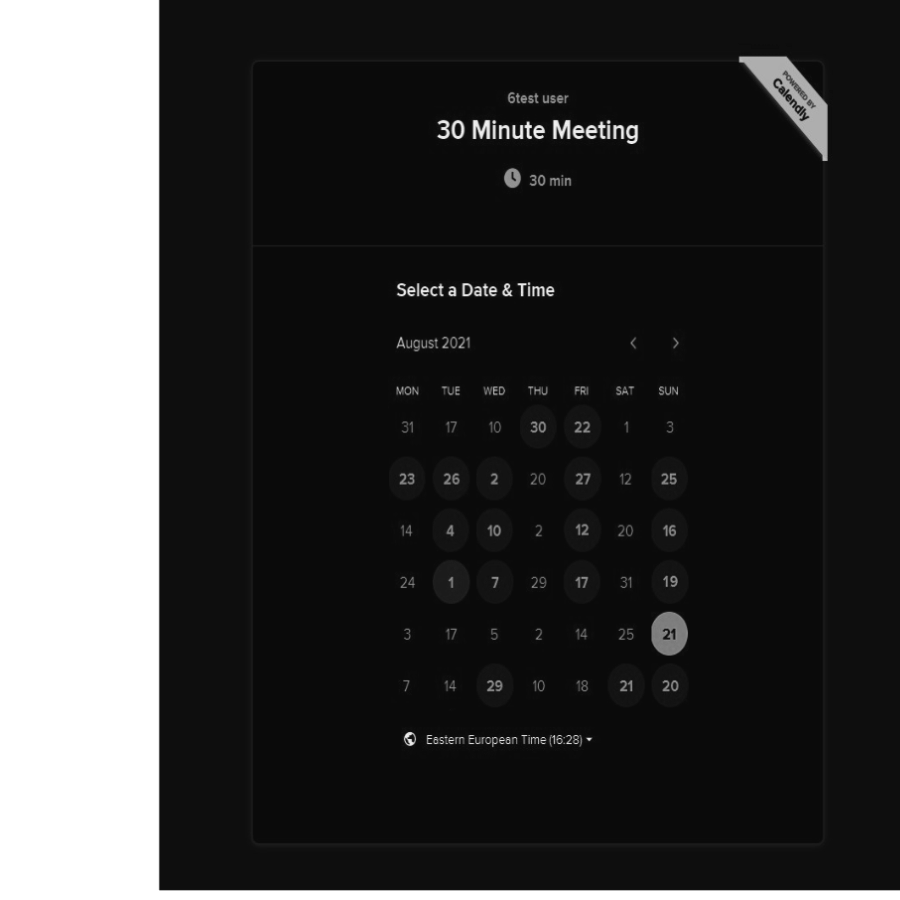 POWERED BY
Calendly
6test user
30 Minute Meeting
30 min
Select a Date & Time
August 2021
MON TUE WED THU FRI SAT SUN
31 17 10 30 22 1 3
23 26 2 20 27 12 25
14 4 10 2 12 20 16
24 1 7 29 17 31 19
3 17 5 2 14 25 21
7 14 29 10 18 21 20
Eastern European Time (16:28)